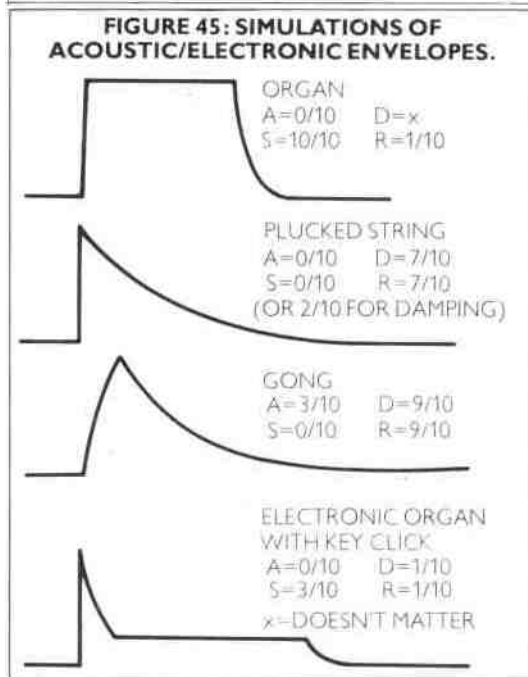 FIGURE 45: SIMULATIONS OF
ACOUSTIC/ELECTRONIC ENVELOPES.
ORGAN
A=0/10 D=x
S=10/10 R=1/10
PLUCKED STRING
A=0/10 D=7/10
S=0/10 R=7/10
(OR 2/10 FOR DAMPING)
GONG
A=3/10 D=9/10
S=0/10 R=9/10
ELECTRONIC ORGAN
WITH KEY CLICK
A=0/10 D=1/10
S=3/10 R=1/10
x=DOESN'T MATTER